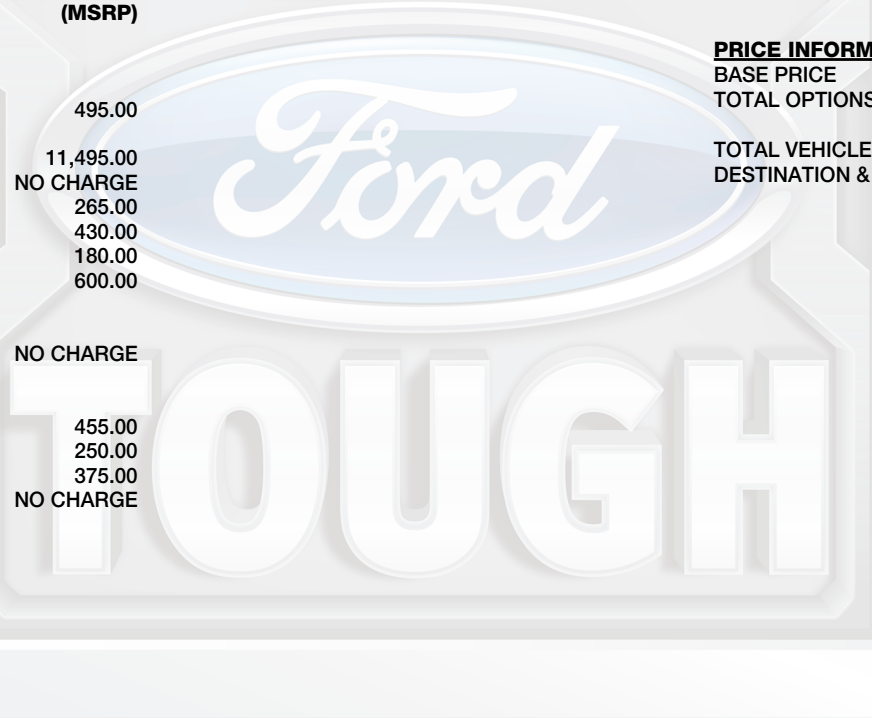 (MSRP)
495.00
11,495.00
NO CHARGE
265.00
430.00
180.00
600.00
NO CHARGE
455.00
250.00
375.00
NO CHARGE
PRICE INFORM
BASE PRICE
TOTAL OPTIONS
TOTAL VEHICLE
DESTINATION &
Ford
TOUGH